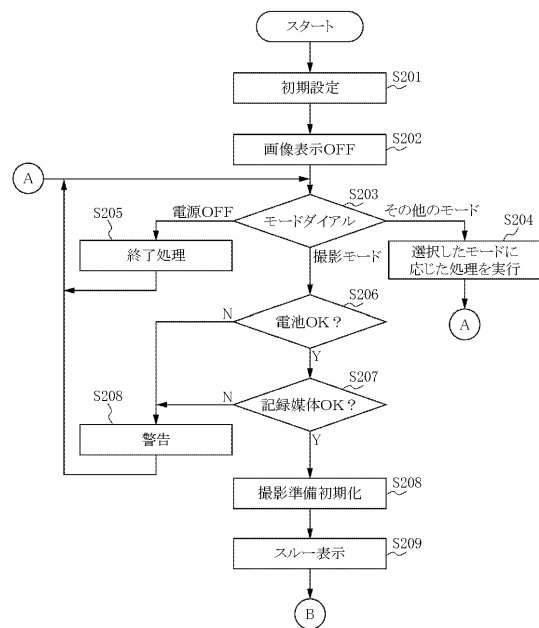 スタート
S201
初期設定
S202
画像表示OFF
A
S203
モードダイアル
電源OFF
その他のモード
撮影モード
S205
終了処理
S204
選択したモードに
応じた処理を実行
A
S206
電池OK?
N
Y
S207
記録媒体OK?
N
Y
S208
警告
S208
撮影準備初期化
S209
スルー表示
B